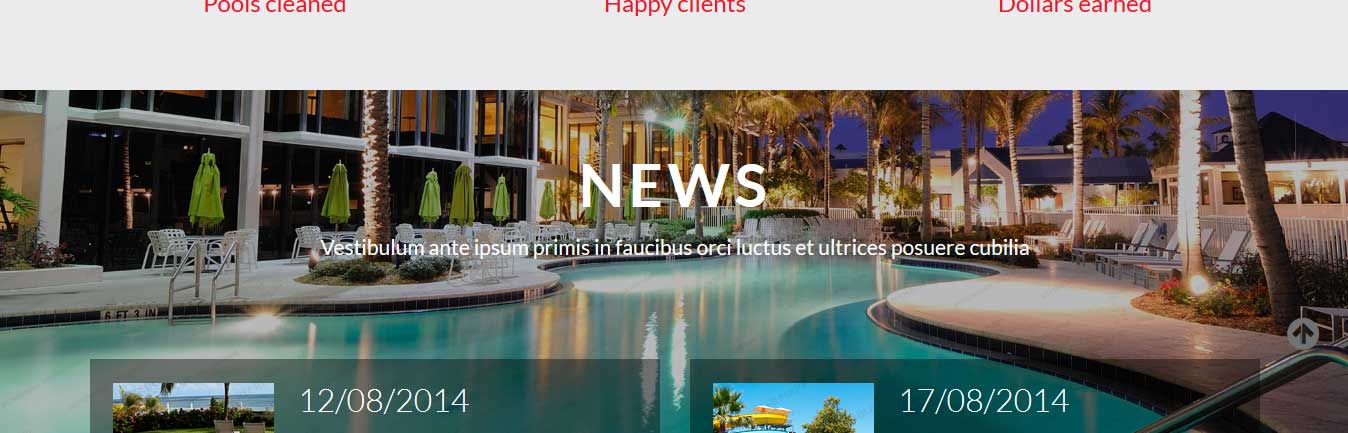 Pools cleaned Happy clients Dollars earned
NEWS
Vestibulum ante ipsum primis in faucibus orci luctus et ultrices posuere cubilia
6 FT 3 IN
12/08/2014 17/08/2014